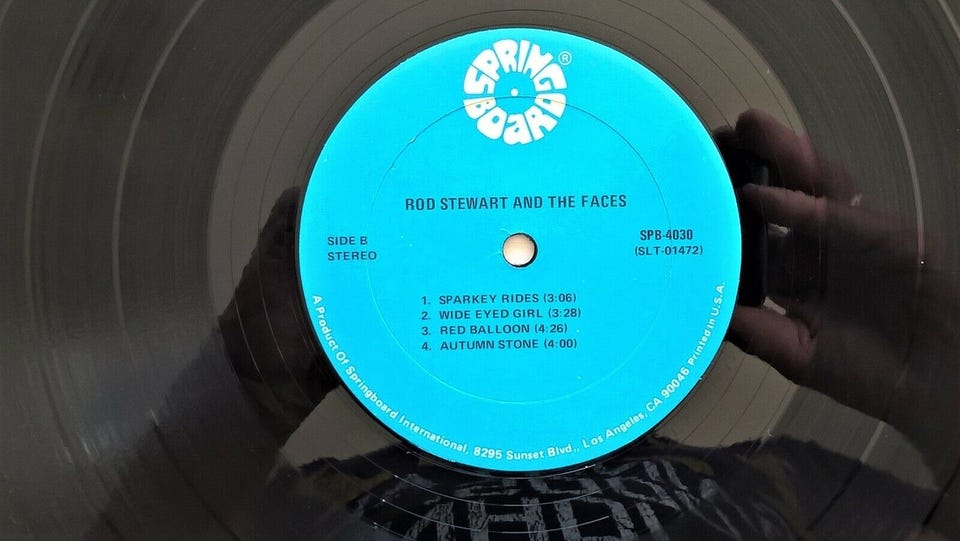 SPRING
BOARD
®
ROD STEWART AND THE FACES
SIDE B
STEREO
SPB-4030
(SLT-01472)
1. SPARKEY RIDES (3:06)
2. WIDE EYED GIRL (3:28)
3. RED BALLOON (4:26)
4. AUTUMN STONE (4:00)
A Product Of Springboard International, 8295 Sunset Blvd., Los Angeles, CA 90046 Printed in U.S.A.